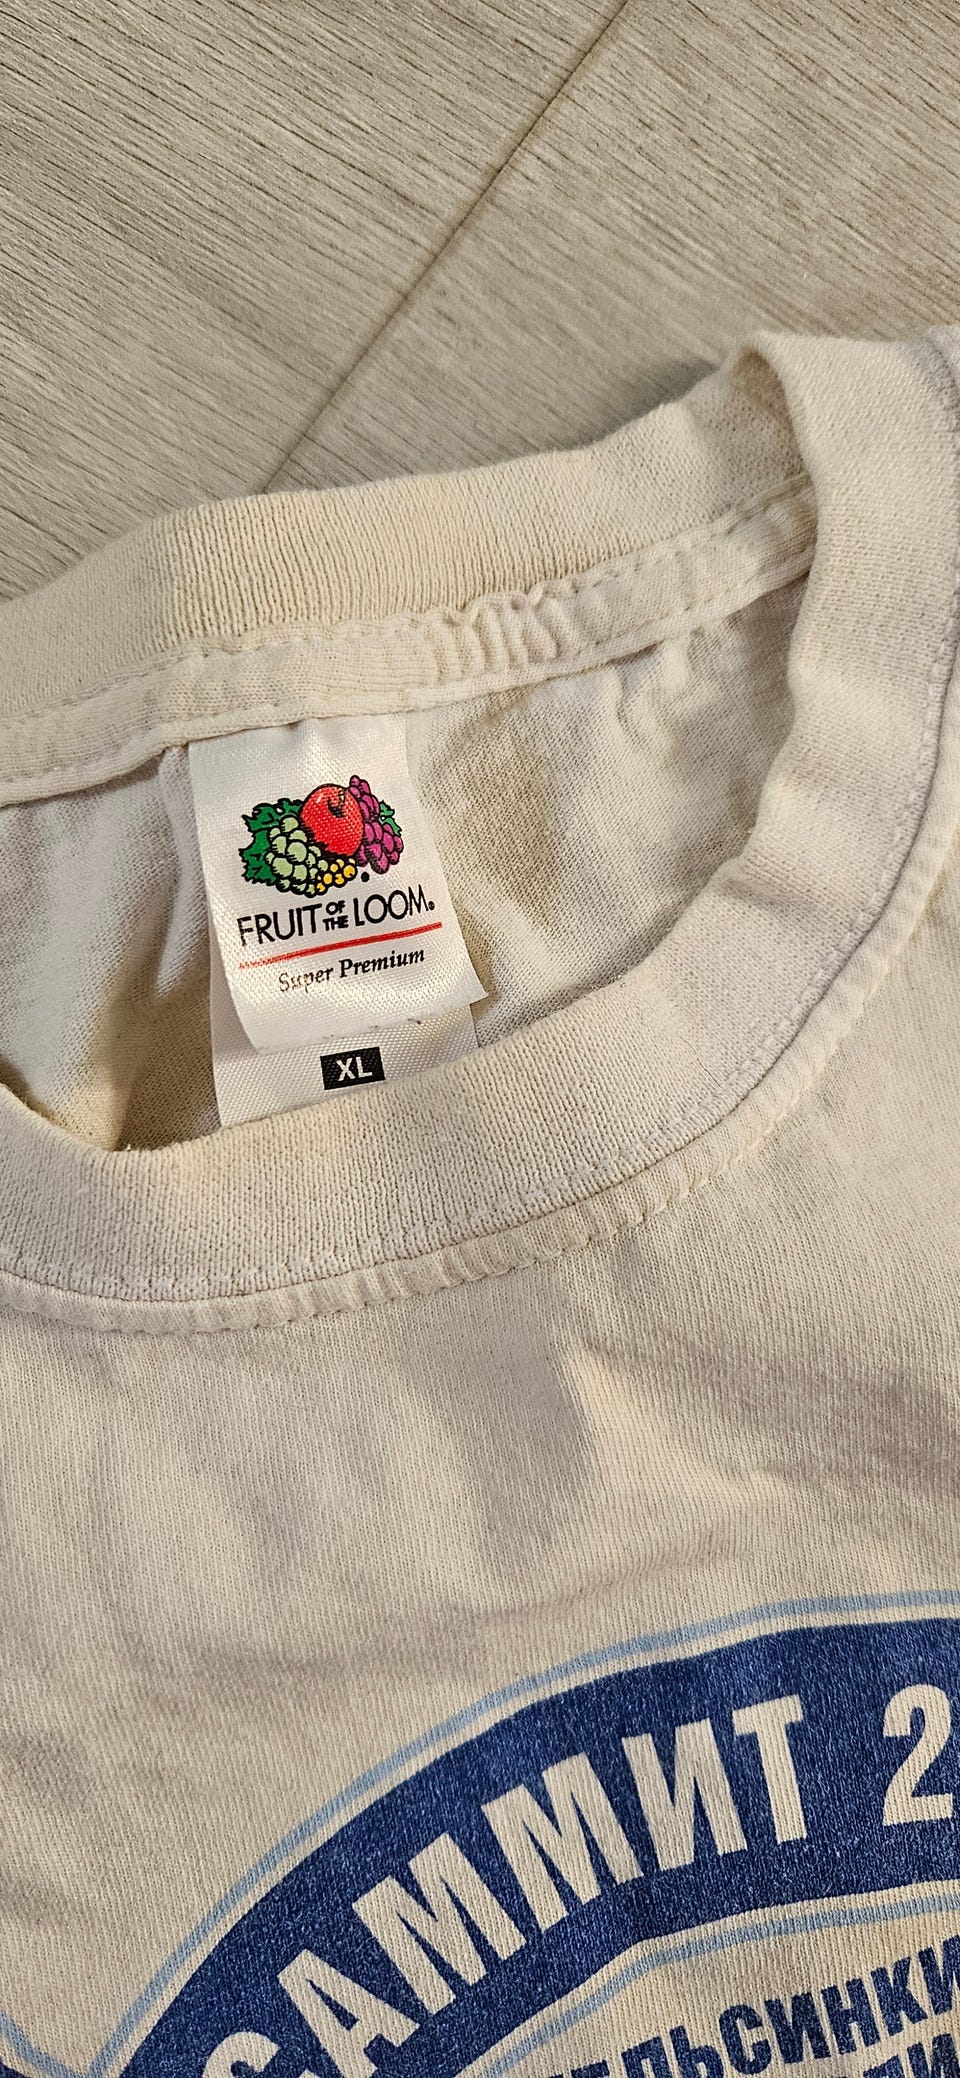 FRUIT OF THE LOOM®
Super Premium
XL
САММИТ 2
ЕЛЬСИНКИ